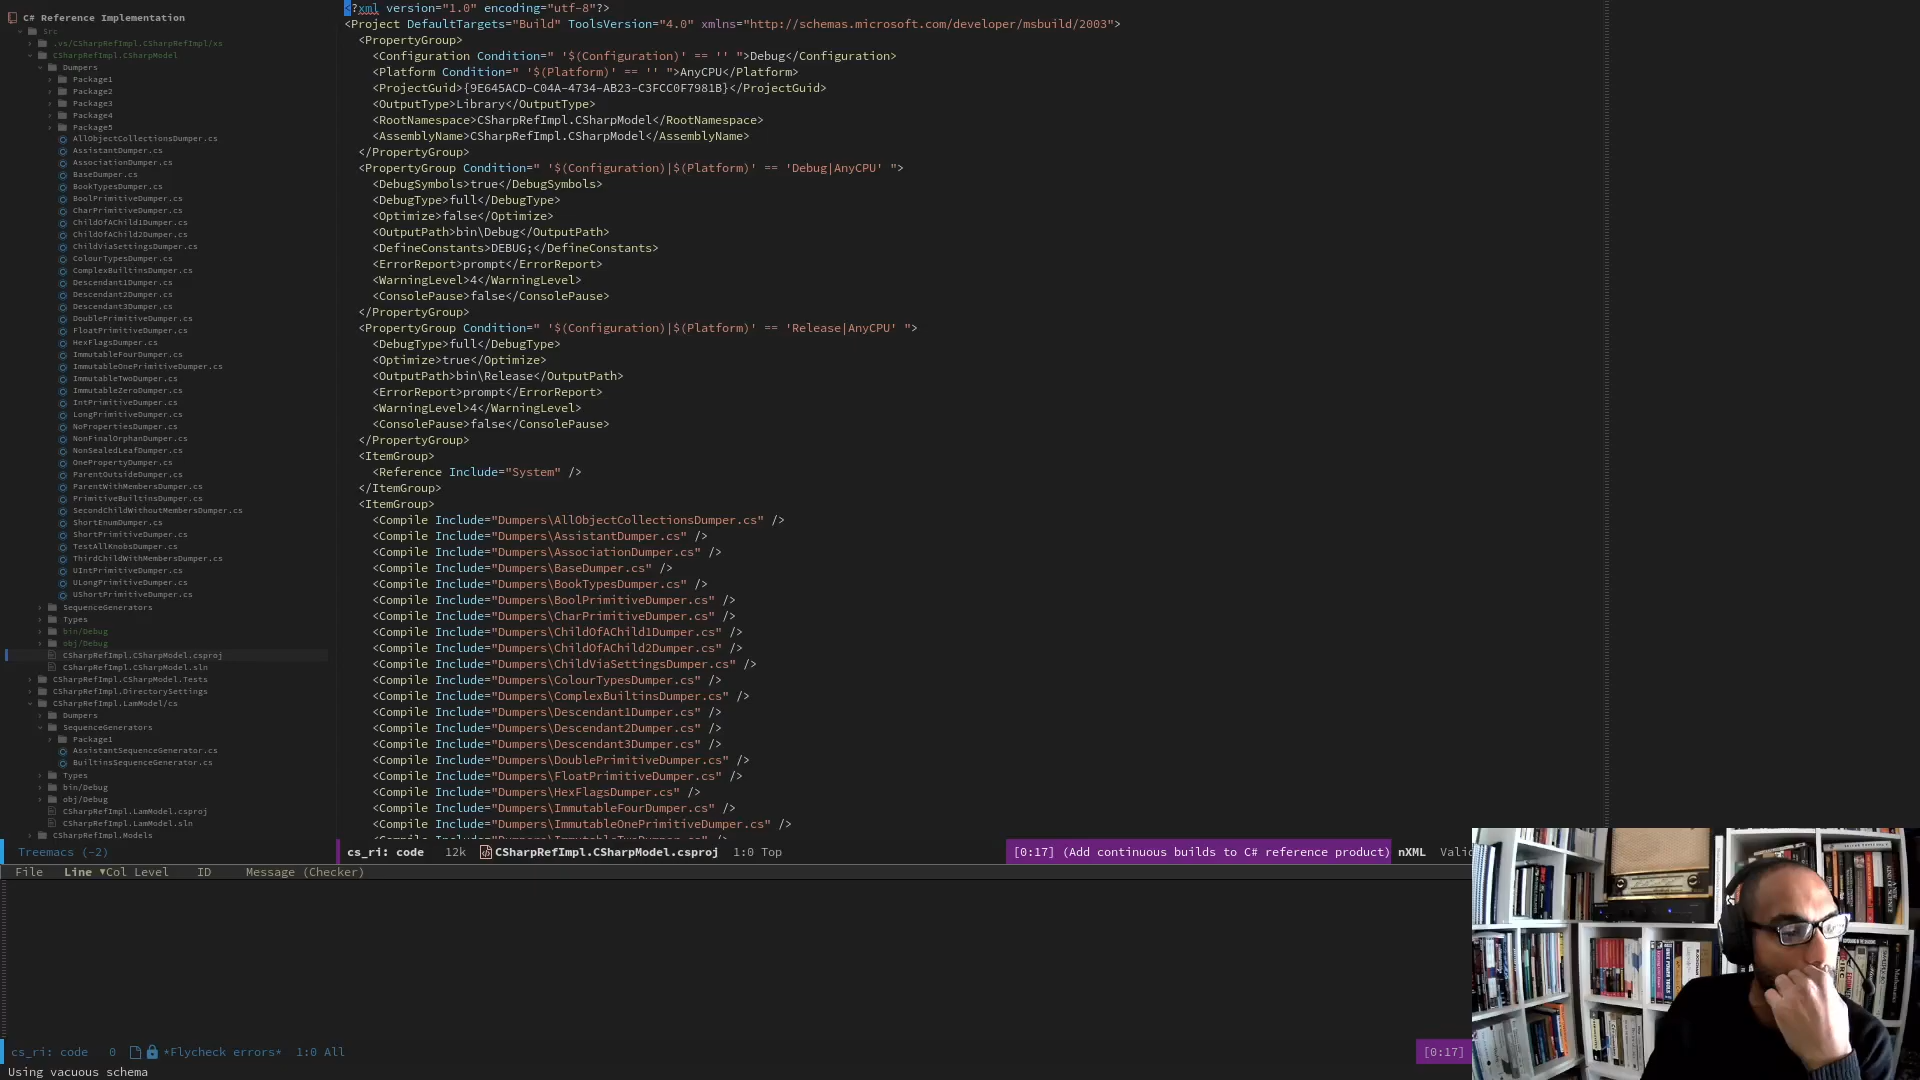 C# Reference Implementation
Src
.vs/CSharpRefImpl.CSharpRefImpl/xs
CSharpRefImpl.CSharpModel
Dumpers
Package1
Package2
Package3
Package4
Package5
AllObjectCollectionsDumper.cs
AssistantDumper.cs
AssociationDumper.cs
BaseDumper.cs
BookTypesDumper.cs
BoolPrimitiveDumper.cs
CharPrimitiveDumper.cs
ChildOfAChild1Dumper.cs
ChildOfAChild2Dumper.cs
ChildViaSettingsDumper.cs
ColourTypesDumper.cs
ComplexBuiltinsDumper.cs
Descendant1Dumper.cs
Descendant2Dumper.cs
Descendant3Dumper.cs
DoublePrimitiveDumper.cs
FloatPrimitiveDumper.cs
HexFlagsDumper.cs
ImmutableFourDumper.cs
ImmutableOnePrimitiveDumper.cs
ImmutableTwoDumper.cs
ImmutableZeroDumper.cs
IntPrimitiveDumper.cs
LongPrimitiveDumper.cs
NoPropertiesDumper.cs
NonFinalOrphanDumper.cs
NonSealedLeafDumper.cs
OnePropertyDumper.cs
ParentOutsideDumper.cs
ParentWithMembersDumper.cs
PrimitiveBuiltinsDumper.cs
SecondChildWithoutMembersDumper.cs
ShortEnumDumper.cs
ShortPrimitiveDumper.cs
TestAllKnobsDumper.cs
ThirdChildWithMembersDumper.cs
UIntPrimitiveDumper.cs
ULongPrimitiveDumper.cs
UShortPrimitiveDumper.cs
SequenceGenerators
Types
bin/Debug
obj/Debug
CSharpRefImpl.CSharpModel.csproj
CSharpRefImpl.CSharpModel.sln
CSharpRefImpl.CSharpModel.Tests
CSharpRefImpl.DirectorySettings
CSharpRefImpl.LamModel/cs
Dumpers
SequenceGenerators
Package1
AssistantSequenceGenerator.cs
BuiltinsSequenceGenerator.cs
Types
bin/Debug
obj/Debug
CSharpRefImpl.LamModel.csproj
CSharpRefImpl.LamModel.sln
CSharpRefImpl.Models
Treemacs (-2)
<?xml version="1.0" encoding="utf-8"?>
<Project DefaultTargets="Build" ToolsVersion="4.0" xmlns="http://schemas.microsoft.com/developer/msbuild/2003">
<PropertyGroup>
<Configuration Condition=" '$(Configuration)' == '' ">Debug</Configuration>
<Platform Condition=" '$(Platform)' == '' ">AnyCPU</Platform>
<ProjectGuid>{9E645ACD-C04A-4734-AB23-C3FCC0F7981B}</ProjectGuid>
<OutputType>Library</OutputType>
<RootNamespace>CSharpRefImpl.CSharpModel</RootNamespace>
<AssemblyName>CSharpRefImpl.CSharpModel</AssemblyName>
</PropertyGroup>
<PropertyGroup Condition=" '$(Configuration)|$(Platform)' == 'Debug|AnyCPU' ">
<DebugSymbols>true</DebugSymbols>
<DebugType>full</DebugType>
<Optimize>false</Optimize>
<OutputPath>bin\Debug</OutputPath>
<DefineConstants>DEBUG;</DefineConstants>
<ErrorReport>prompt</ErrorReport>
<WarningLevel>4</WarningLevel>
<ConsolePause>false</ConsolePause>
</PropertyGroup>
<PropertyGroup Condition=" '$(Configuration)|$(Platform)' == 'Release|AnyCPU' ">
<DebugType>full</DebugType>
<Optimize>true</Optimize>
<OutputPath>bin\Release</OutputPath>
<ErrorReport>prompt</ErrorReport>
<WarningLevel>4</WarningLevel>
<ConsolePause>false</ConsolePause>
</PropertyGroup>
<ItemGroup>
<Reference Include="System" />
</ItemGroup>
<ItemGroup>
<Compile Include="Dumpers\AllObjectCollectionsDumper.cs" />
<Compile Include="Dumpers\AssistantDumper.cs" />
<Compile Include="Dumpers\AssociationDumper.cs" />
<Compile Include="Dumpers\BaseDumper.cs" />
<Compile Include="Dumpers\BookTypesDumper.cs" />
<Compile Include="Dumpers\BoolPrimitiveDumper.cs" />
<Compile Include="Dumpers\CharPrimitiveDumper.cs" />
<Compile Include="Dumpers\ChildOfAChild1Dumper.cs" />
<Compile Include="Dumpers\ChildOfAChild2Dumper.cs" />
<Compile Include="Dumpers\ChildViaSettingsDumper.cs" />
<Compile Include="Dumpers\ColourTypesDumper.cs" />
<Compile Include="Dumpers\ComplexBuiltinsDumper.cs" />
<Compile Include="Dumpers\Descendant1Dumper.cs" />
<Compile Include="Dumpers\Descendant2Dumper.cs" />
<Compile Include="Dumpers\Descendant3Dumper.cs" />
<Compile Include="Dumpers\DoublePrimitiveDumper.cs" />
<Compile Include="Dumpers\FloatPrimitiveDumper.cs" />
<Compile Include="Dumpers\HexFlagsDumper.cs" />
<Compile Include="Dumpers\ImmutableFourDumper.cs" />
<Compile Include="Dumpers\ImmutableOnePrimitiveDumper.cs" />
cs_ri: code 12k CSharpRefImpl.CSharpModel.csproj 1:0 Top [0:17] (Add continuous builds to C# reference product) nXML Valid
File Line ▼Col Level ID Message (Checker)
cs_ri: code 0 *Flycheck errors* 1:0 All [0:17]
Using vacuous schema